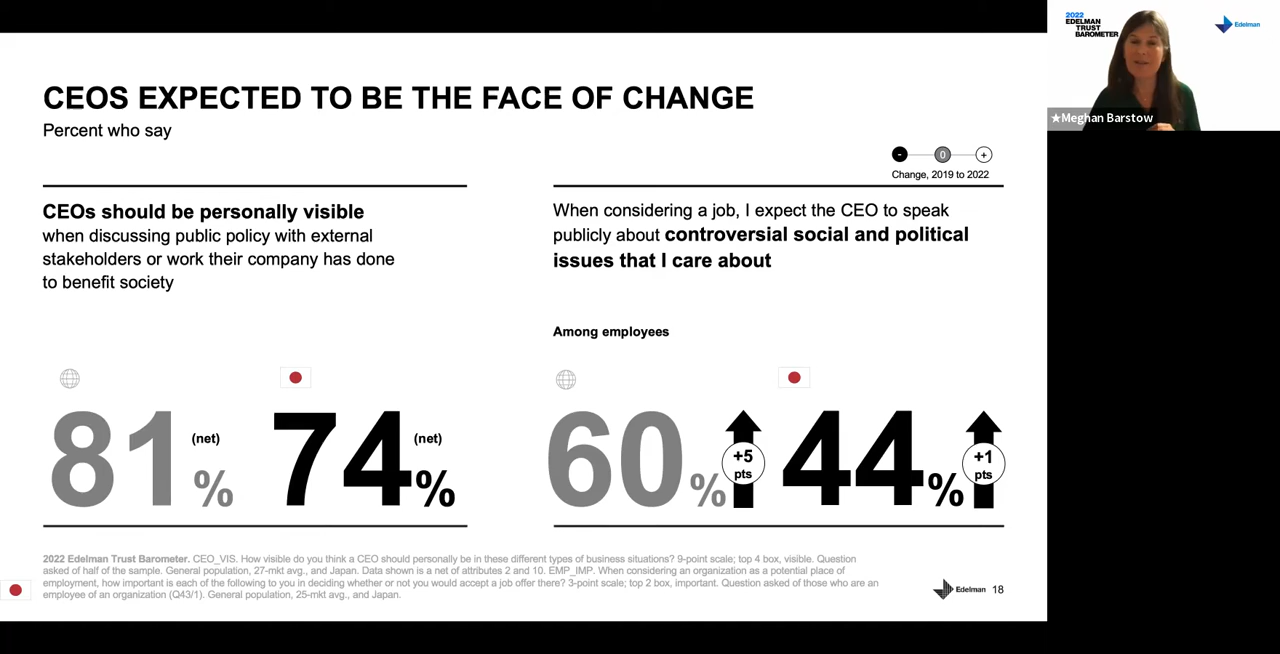 CEOS EXPECTED TO BE THE FACE OF CHANGE
Percent who say
- 0 +
Change, 2019 to 2022
CEOs should be personally visible
when discussing public policy with external
stakeholders or work their company has done
to benefit society
81% (net)
74% (net)
When considering a job, I expect the CEO to speak
publicly about controversial social and political
issues that I care about
Among employees
60%
+5
pts
44%
+1
pts
2022 Edelman Trust Barometer. CEO_VIS. How visible do you think a CEO should personally be in these different types of business situations? 9-point scale; top 4 box, visible. Question
asked of half of the sample. General population, 27-mkt avg., and Japan. Data shown is a net of attributes 2 and 10. EMP_IMP. When considering an organization as a potential place of
employment, how important is each of the following to you in deciding whether or not you would accept a job offer there? 3-point scale; top 2 box, important. Question asked of those who are an
employee of an organization (Q43/1). General population, 25-mkt avg., and Japan.
Edelman 18
2022
EDELMAN
TRUST
BAROMETER
Edelman
★Meghan Barstow